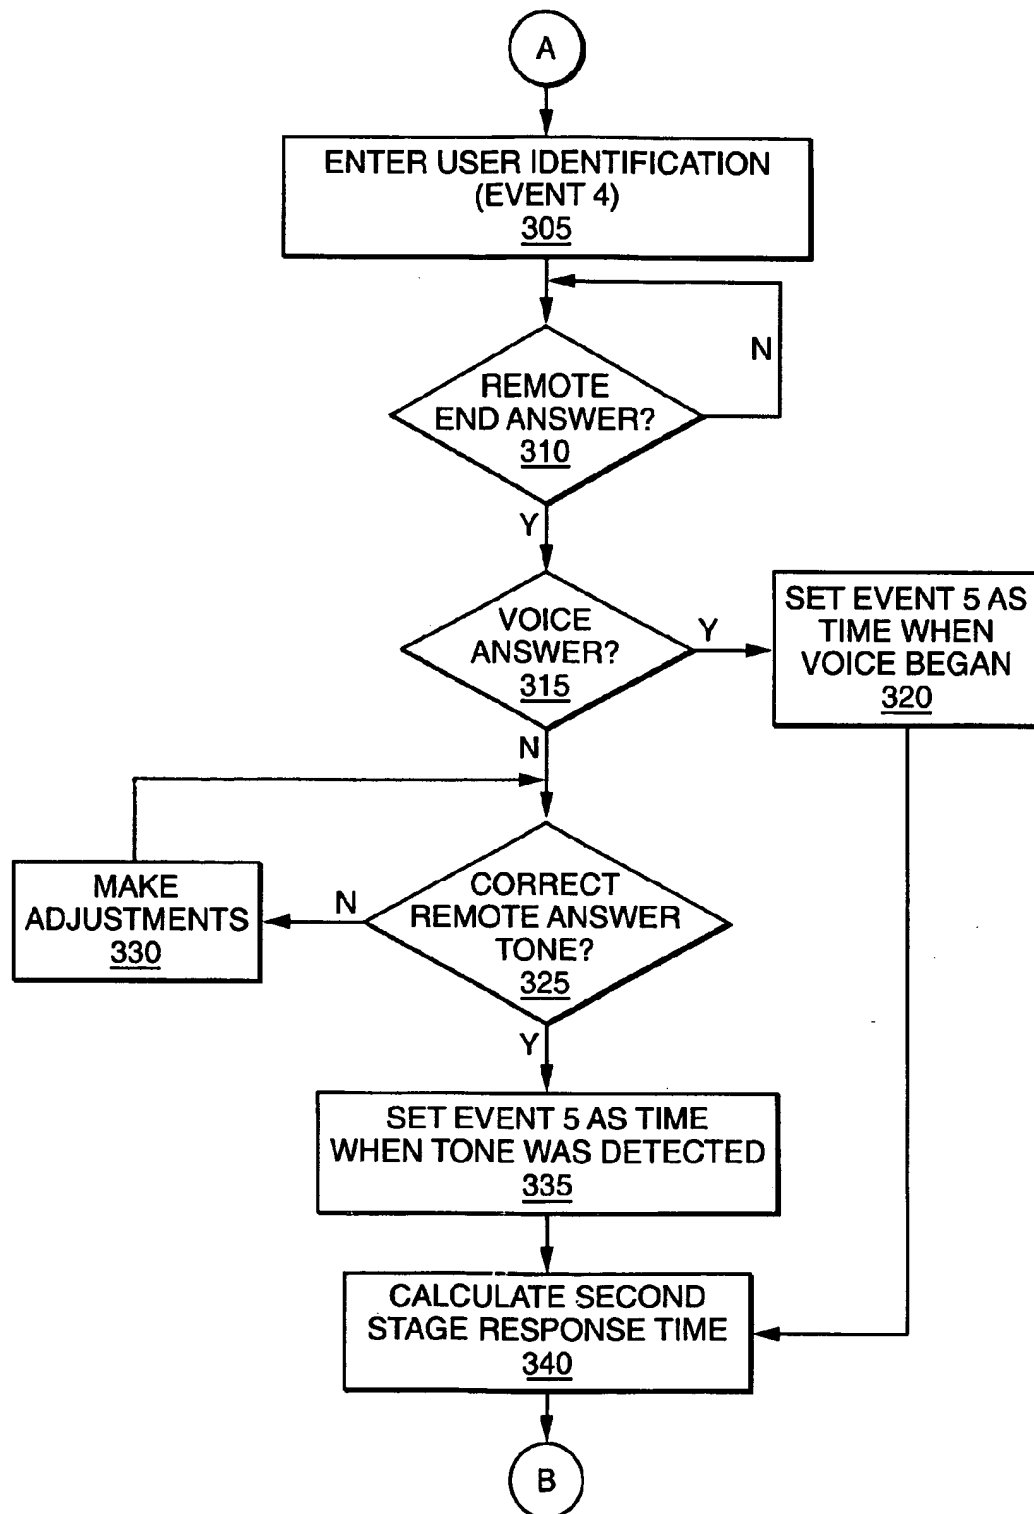 A
ENTER USER IDENTIFICATION
(EVENT 4)
305
N
REMOTE
END ANSWER?
310
Y
VOICE
ANSWER?
315
Y
SET EVENT 5 AS
TIME WHEN
VOICE BEGAN
320
N
MAKE
ADJUSTMENTS
330
N
CORRECT
REMOTE ANSWER
TONE?
325
Y
SET EVENT 5 AS TIME
WHEN TONE WAS DETECTED
335
CALCULATE SECOND
STAGE RESPONSE TIME
340
B